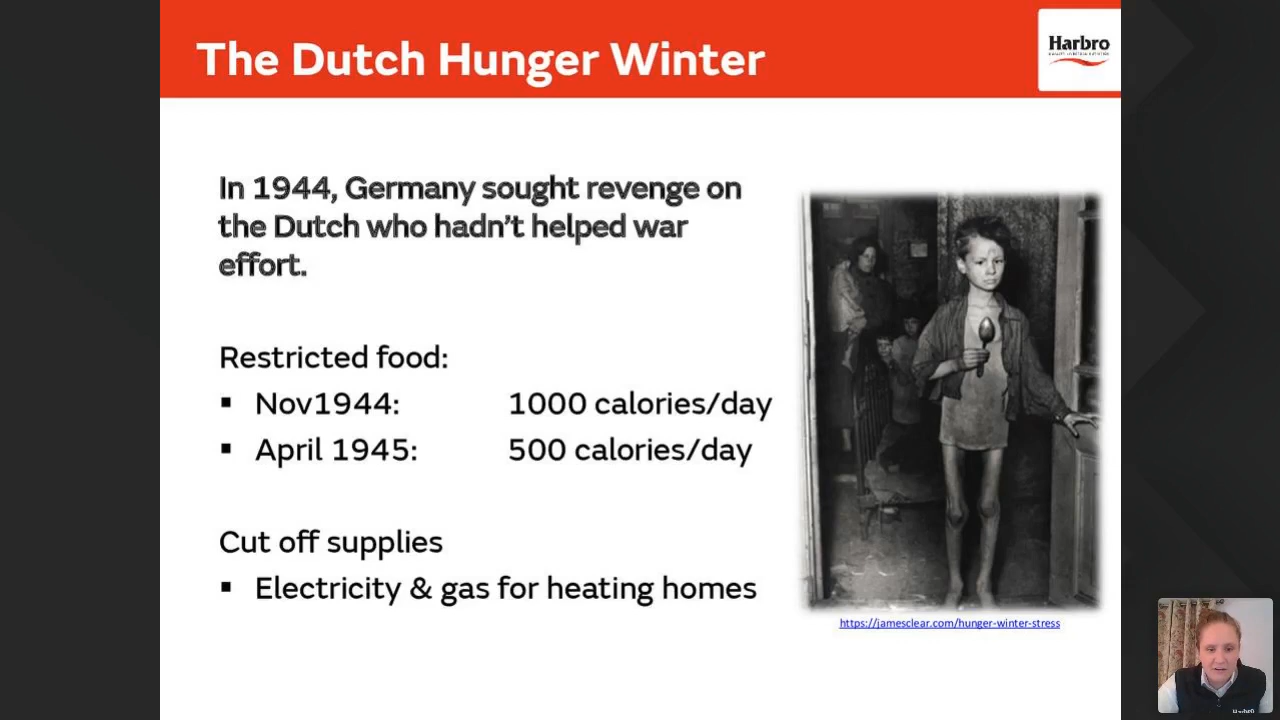 The Dutch Hunger Winter
Harbro
In 1944, Germany sought revenge on
the Dutch who hadn't helped war
effort.
Restricted food:
▪ Nov1944: 1000 calories/day
▪ April 1945: 500 calories/day
Cut off supplies
▪ Electricity & gas for heating homes
https://jamesclear.com/hunger-winter-stress
Harbro